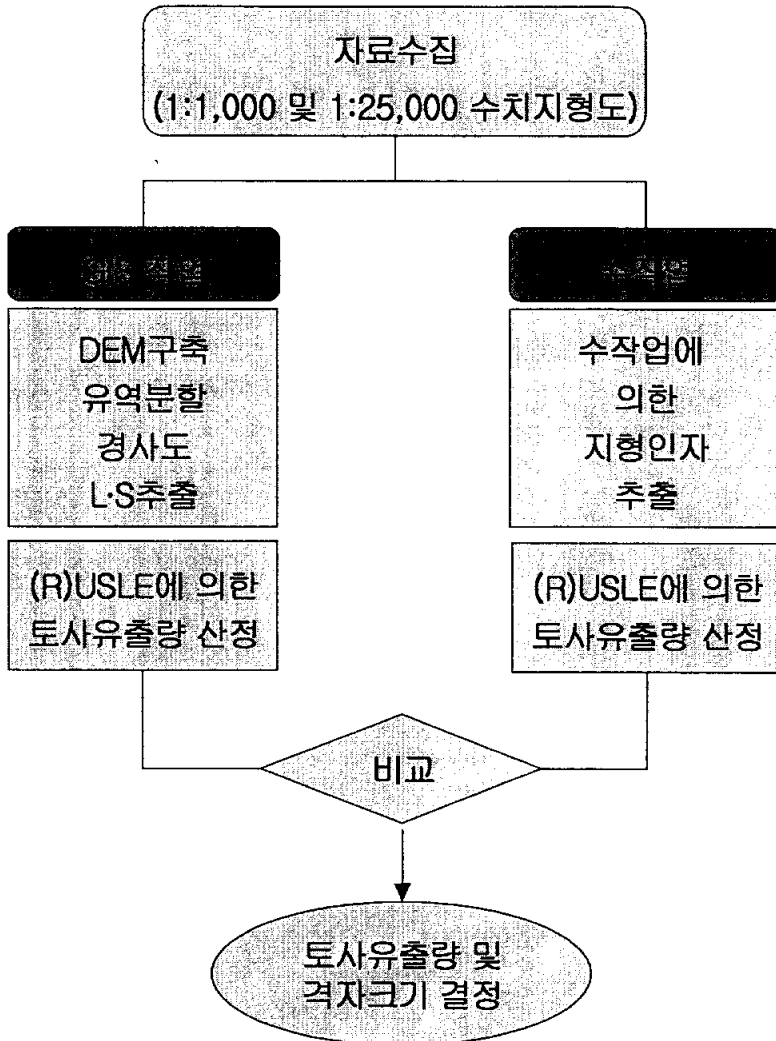 자료수집
(1:1,000 및 1:25,000 수치지형도)
수작업
DEM구축
유역분할
경사도
L·S추출
수작업에
의한
지형인자
추출
(R)USLE에 의한
토사유출량 산정
(R)USLE에 의한
토사유출량 산정
비교
토사유출량 및
격자크기 결정